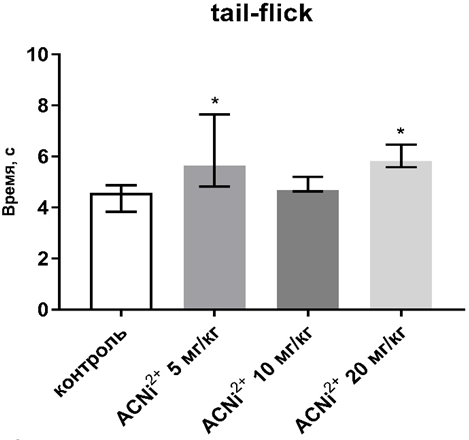 tail-flick
Время, с
10
8
6
4
2
0
*
*
контроль
ACNi²⁺ 5 мг/кг
ACNi²⁺ 10 мг/кг
ACNi²⁺ 20 мг/кг